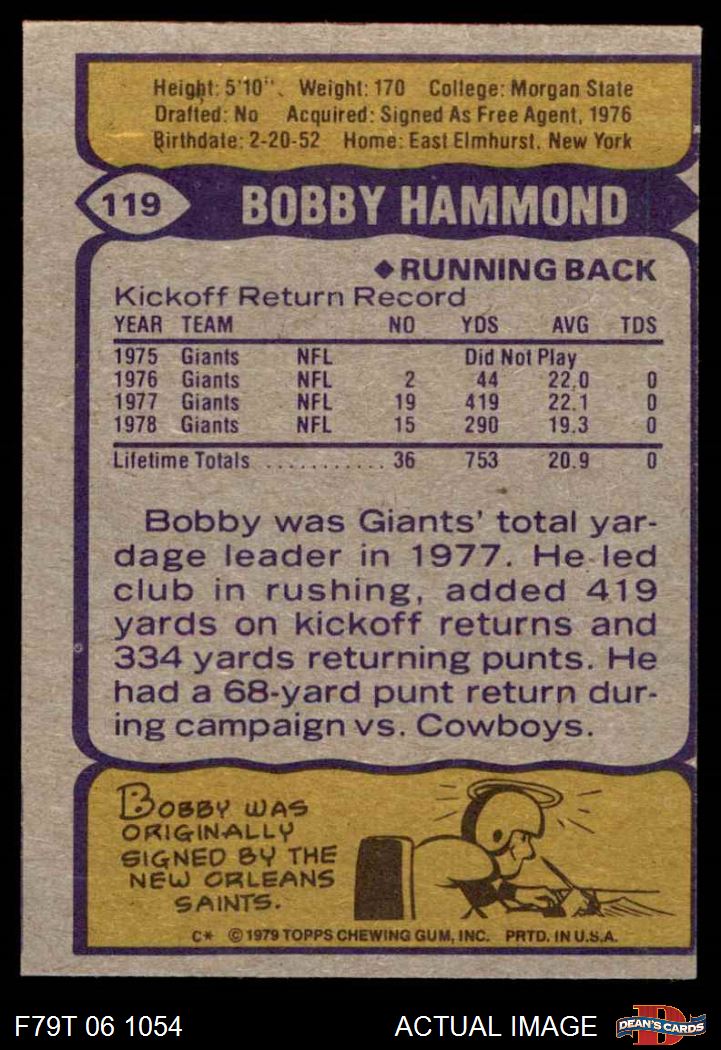 Height: 5'10". Weight: 170 College: Morgan State
Drafted: No Acquired: Signed As Free Agent, 1976
Birthdate: 2-20-52 Home: East Elmhurst, New York
119 BOBBY HAMMOND
◆RUNNING BACK
Kickoff Return Record
YEAR TEAM NO YDS AVG TDS
1975 Giants NFL Did Not Play
1976 Giants NFL 2 44 22.0 0
1977 Giants NFL 19 419 22.1 0
1978 Giants NFL 15 290 19.3 0
Lifetime Totals ........... 36 753 20.9 0
Bobby was Giants' total yar-
dage leader in 1977. He led
club in rushing, added 419
yards on kickoff returns and
334 yards returning punts. He
had a 68-yard punt return dur-
ing campaign vs. Cowboys.
BOBBY WAS
ORIGINALLY
SIGNED BY THE
NEW ORLEANS
SAINTS.
C* ©1979 TOPPS CHEWING GUM, INC. PRTD. IN U.S.A.
F79T 06 1054 ACTUAL IMAGE D DEAN'S CARDS